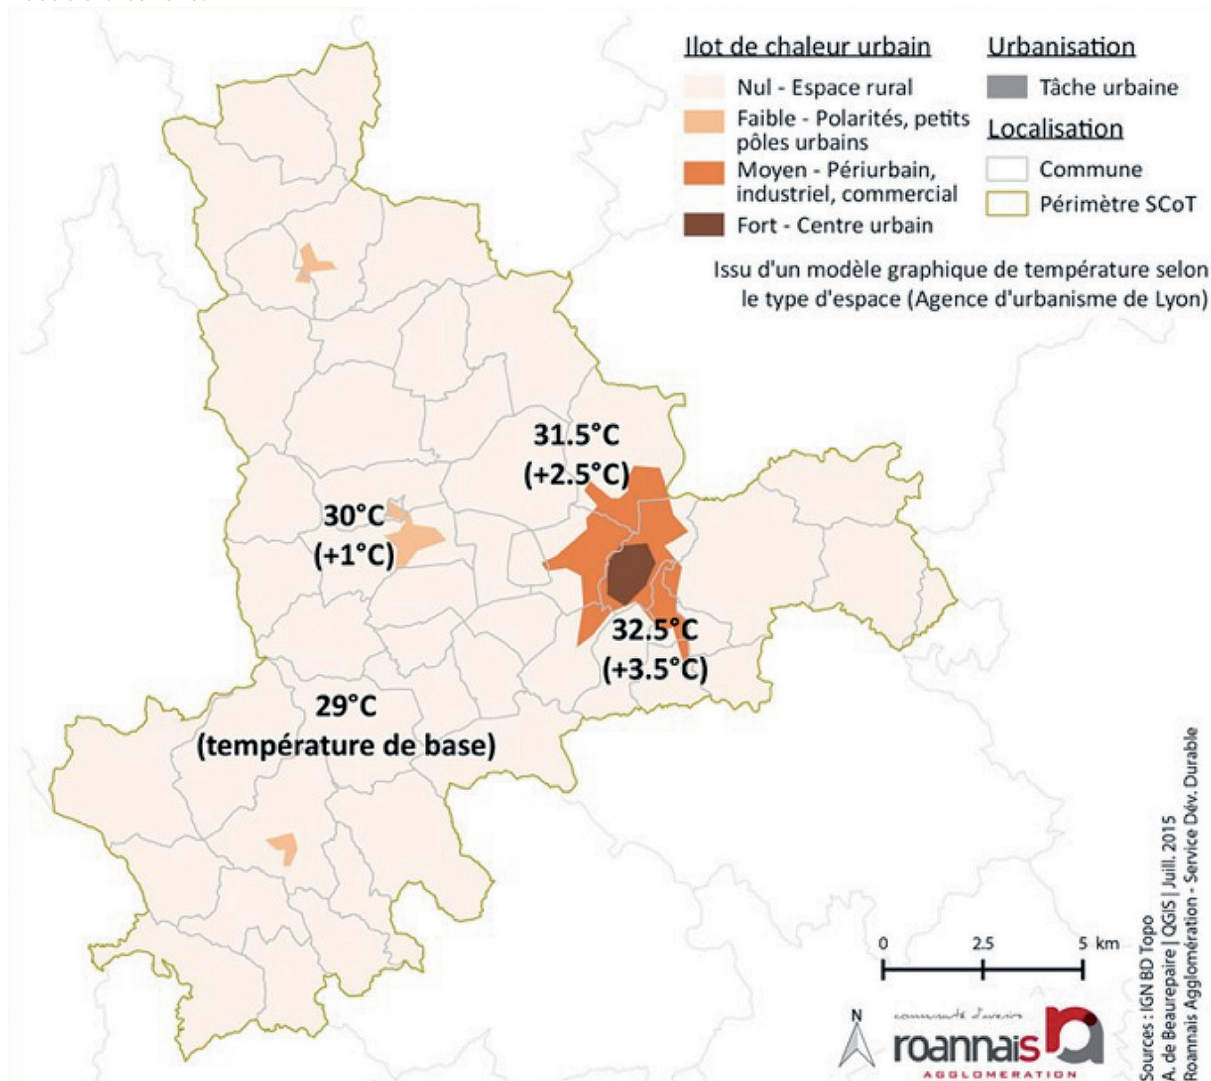 Ilot de chaleur urbain
Nul - Espace rural
Faible - Polarités, petits
pôles urbains
Moyen - Périurbain,
industriel, commercial
Fort - Centre urbain
Urbanisation
Tâche urbaine
Localisation
Commune
Périmètre SCoT
Issu d'un modèle graphique de température selon
le type d'espace (Agence d'urbanisme de Lyon)
31.5°C
(+2.5°C)
30°C
(+1°C)
32.5°C
(+3.5°C)
29°C
(température de base)
0 2.5 5 km
N
communauté d'avenirs
roannais
AGGLOMÉRATION
Sources : IGN BD Topo
A. de Beaurepaire | QGIS | Juill. 2015
Roannais Agglomération - Service Dév. Durable